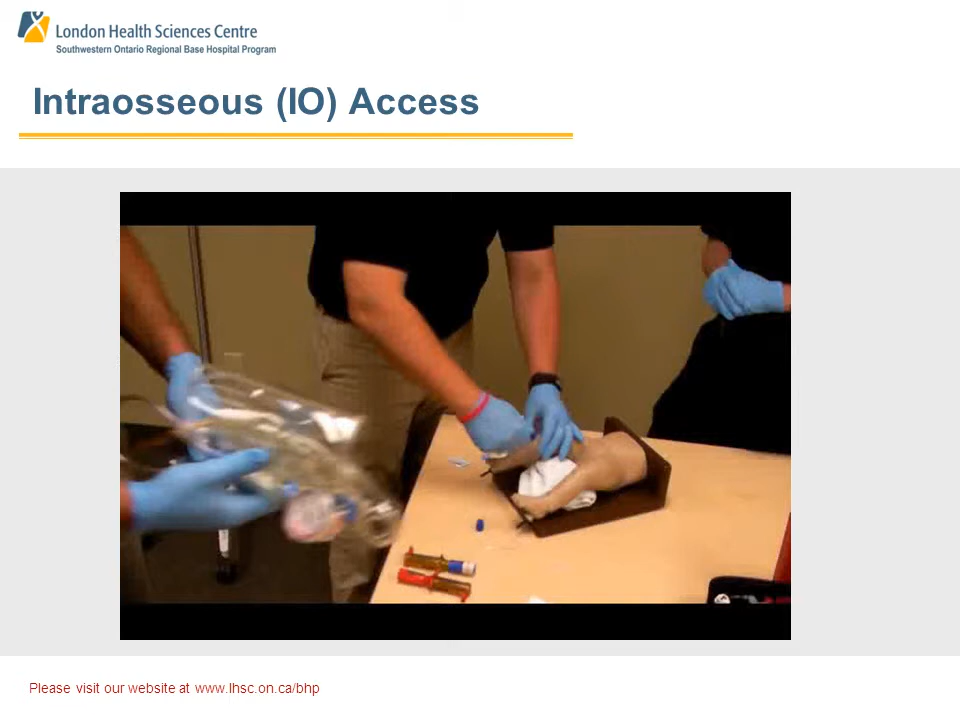 London Health Sciences Centre
Southwestern Ontario Regional Base Hospital Program
Intraosseous (IO) Access
Please visit our website at www.lhsc.on.ca/bhp